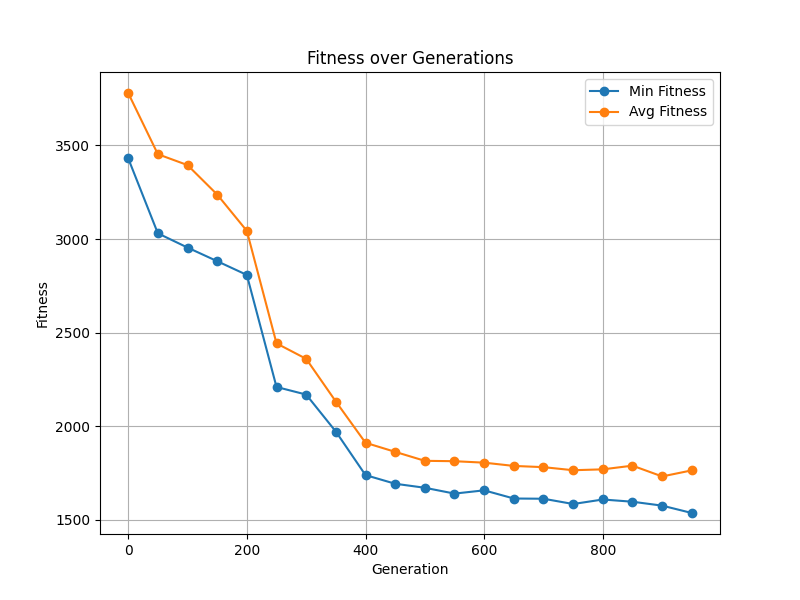 Fitness over Generations
Min Fitness
Avg Fitness
3500
3000
2500
2000
1500
Fitness
0 200 400 600 800
Generation